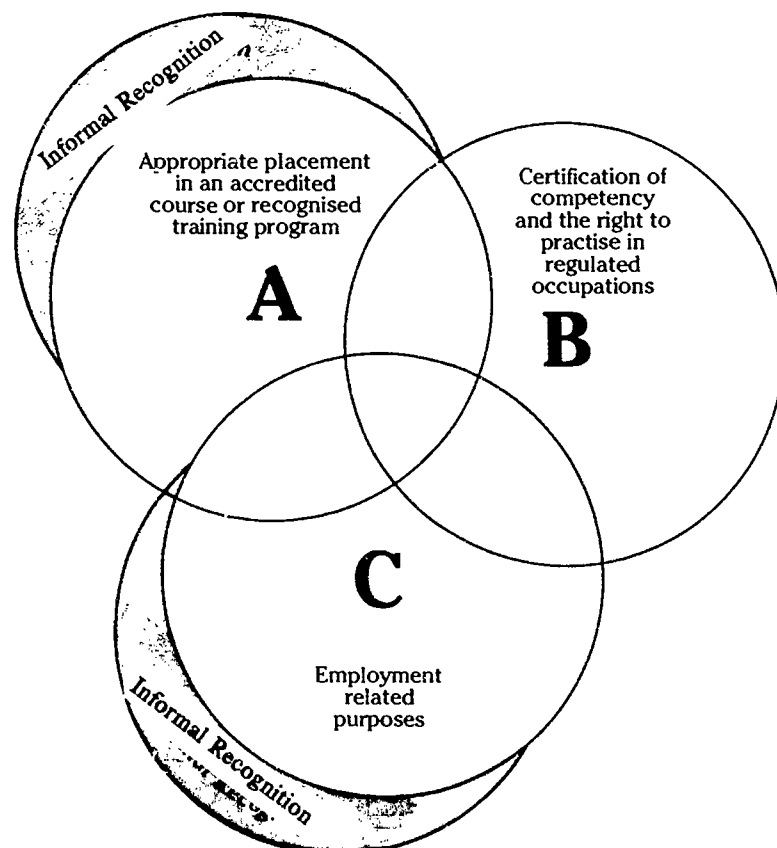 Informal Recognition
Appropriate placement
in an accredited
course or recognised
training program
A
Certification of
competency
and the right to
practise in
regulated
occupations
B
C
Employment
related
purposes
Informal Recognition